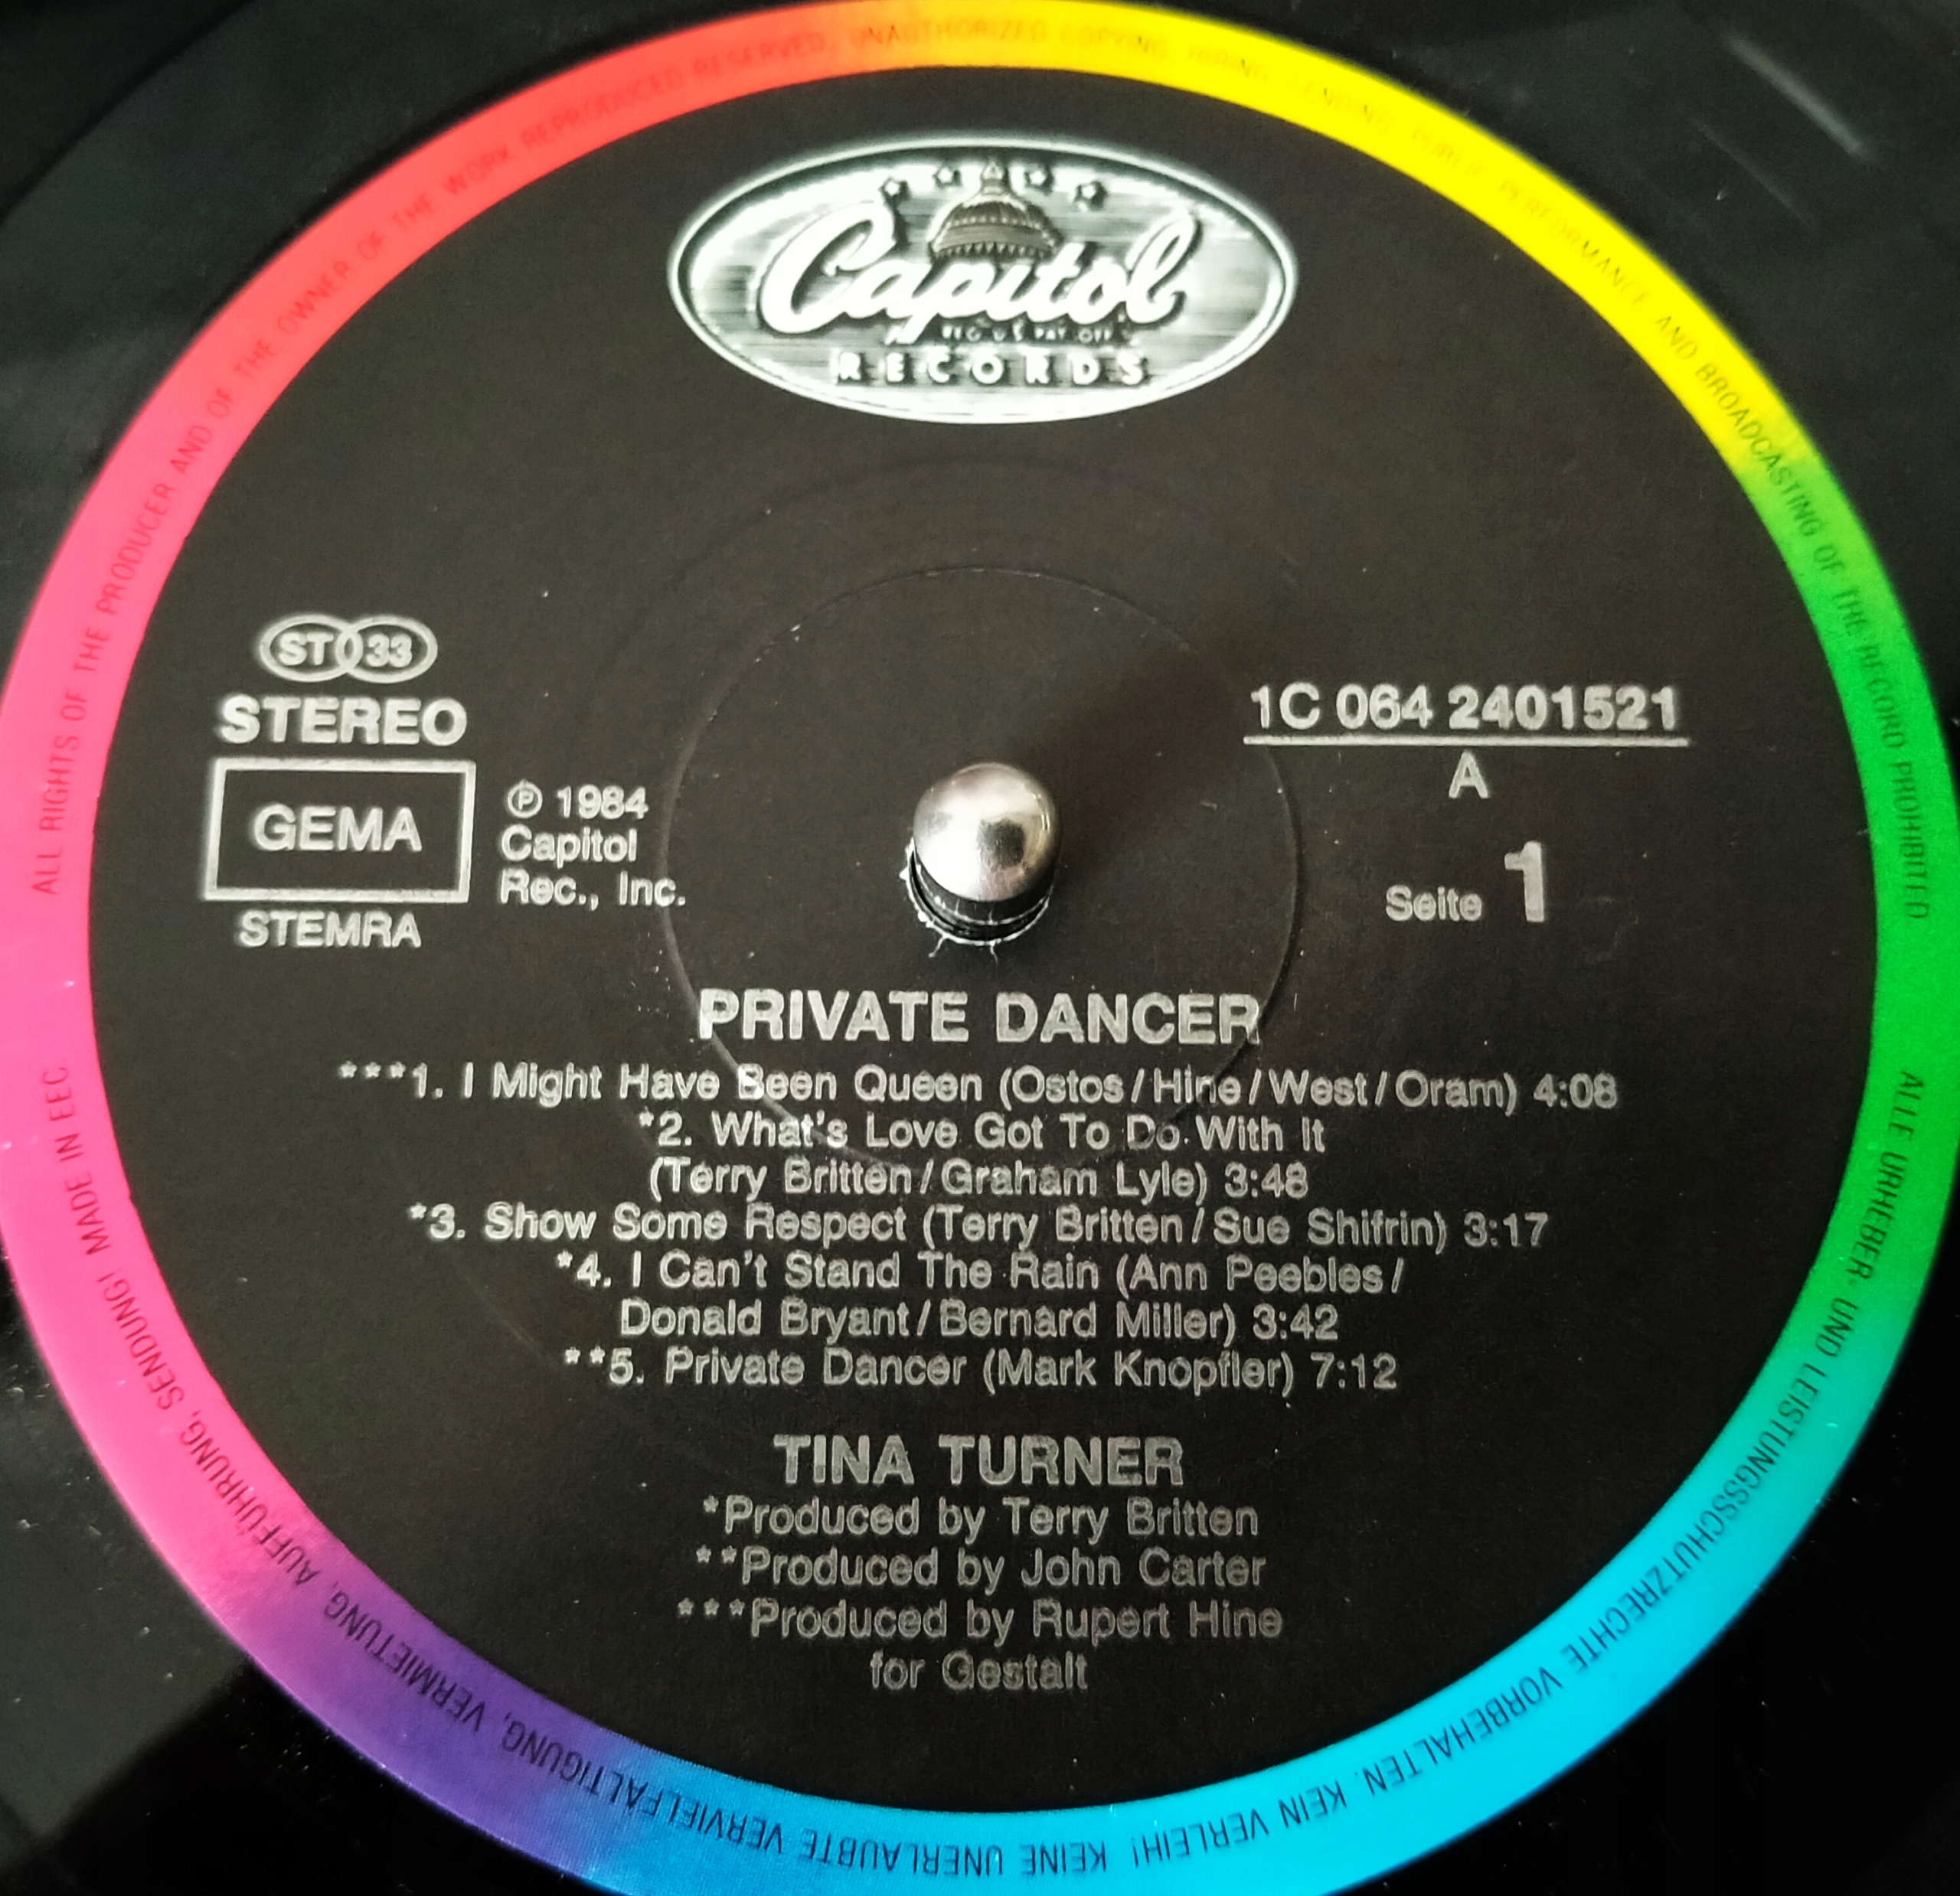 ALL RIGHTS OF THE PRODUCER AND OF THE OWNER OF THE WORK REPRODUCED RESERVED. UNAUTHORIZED COPYING, HIRING, LENDING, PUBLIC PERFORMANCE AND BROADCASTING OF THE RECORD PROHIBITED
Capitol
RECORDS
ST 33
STEREO
GEMA
STEMRA
℗ 1984
Capitol
Rec., Inc.
1C 064 2401521
A
Seite 1
PRIVATE DANCER
***1. I Might Have Been Queen (Ostos/Hine/West/Oram) 4:08
*2. What's Love Got To Do With It
(Terry Britten/Graham Lyle) 3:48
*3. Show Some Respect (Terry Britten/Sue Shifrin) 3:17
*4. I Can't Stand The Rain (Ann Peebles/
Donald Bryant/Bernard Miller) 3:42
**5. Private Dancer (Mark Knopfler) 7:12
TINA TURNER
*Produced by Terry Britten
**Produced by John Carter
***Produced by Rupert Hine
for Gestalt
ALLE URHEBER- UND LEISTUNGSSCHUTZRECHTE VORBEHALTEN. KEIN VERLEIH! KEINE UNERLAUBTE VERVIELFÄLTIGUNG, VERMIETUNG, AUFFÜHRUNG, SENDUNG! MADE IN EEC